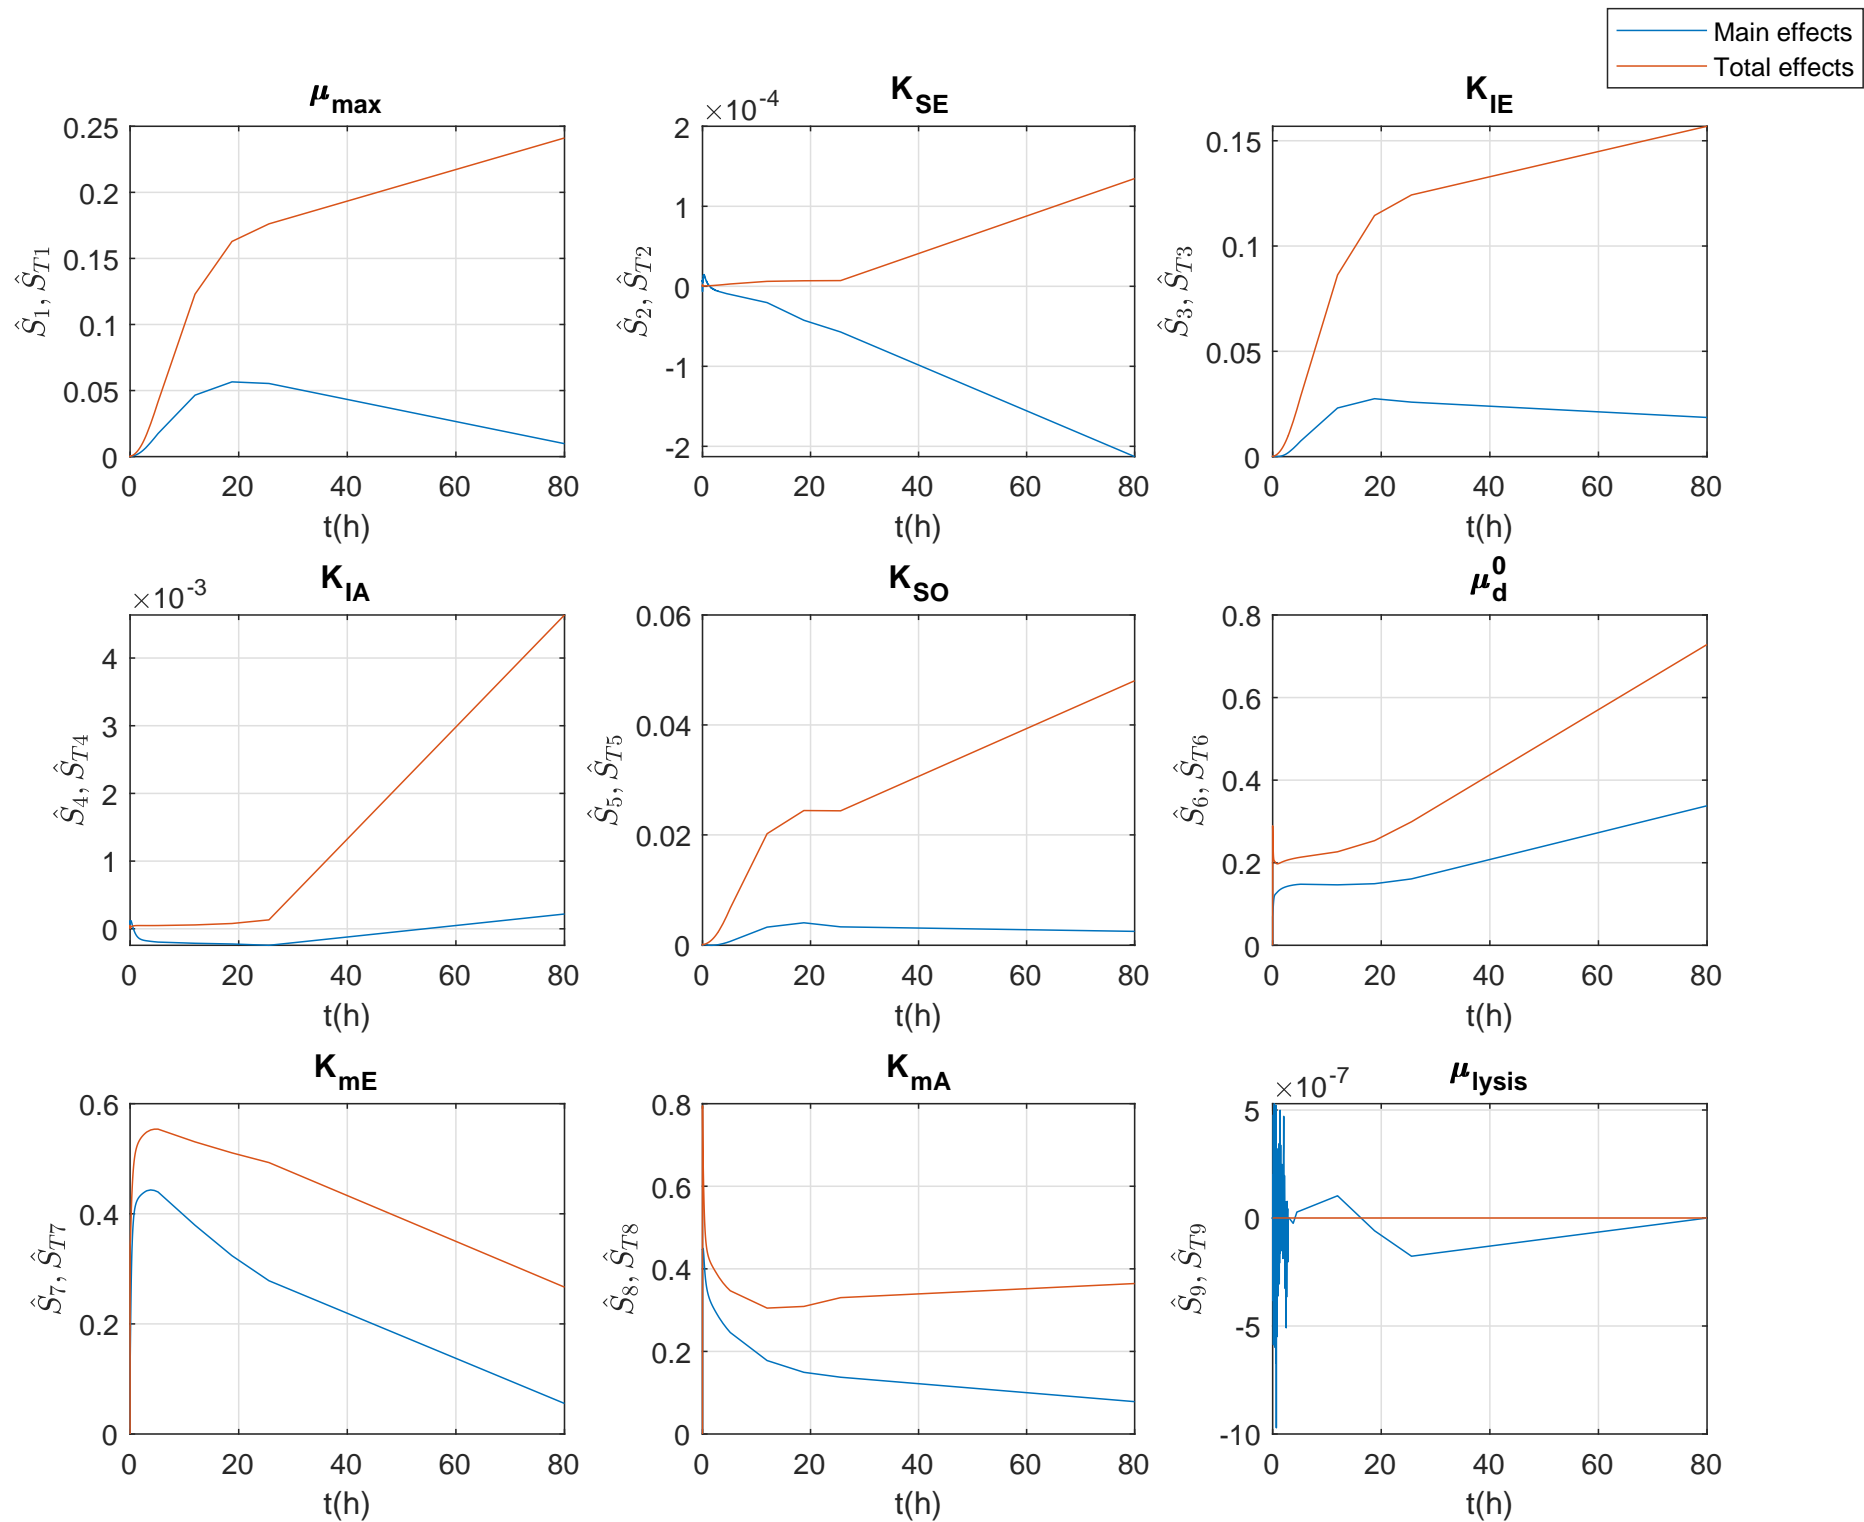 Main effects
Total effects
μmax
KSE
KIE
×10-4
0.25
0.2
0.15
0.1
0.05
0
2
1
0
-1
-2
0.15
0.1
0.05
0
Ŝ1, ŜT1
Ŝ2, ŜT2
Ŝ3, ŜT3
0 20 40 60 80
0 20 40 60 80
0 20 40 60 80
t(h)
t(h)
t(h)
KIA
KSO
μd0
×10-3
4
3
2
1
0
0.06
0.04
0.02
0
0.8
0.6
0.4
0.2
0
Ŝ4, ŜT4
Ŝ5, ŜT5
Ŝ6, ŜT6
0 20 40 60 80
0 20 40 60 80
0 20 40 60 80
t(h)
t(h)
t(h)
KmE
KmA
μlysis
×10-7
0.6
0.4
0.2
0
0.8
0.6
0.4
0.2
0
5
0
-5
-10
Ŝ7, ŜT7
Ŝ8, ŜT8
Ŝ9, ŜT9
0 20 40 60 80
0 20 40 60 80
0 20 40 60 80
t(h)
t(h)
t(h)